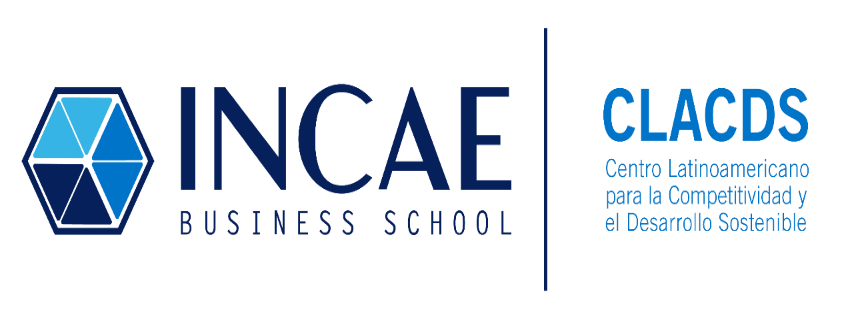 INCAE
BUSINESS SCHOOL
CLACDS
Centro Latinoamericano
para la Competitividad y
el Desarrollo Sostenible